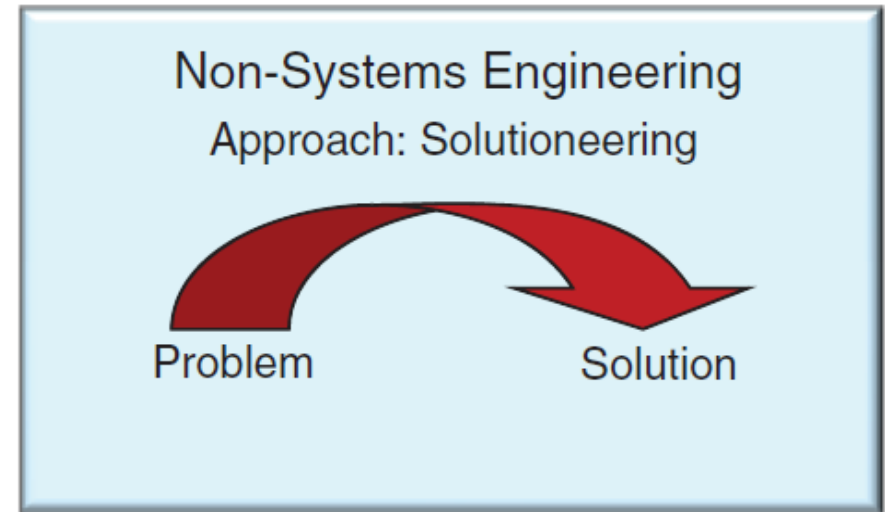 Non-Systems Engineering
Approach: Solutioneering
Problem
Solution